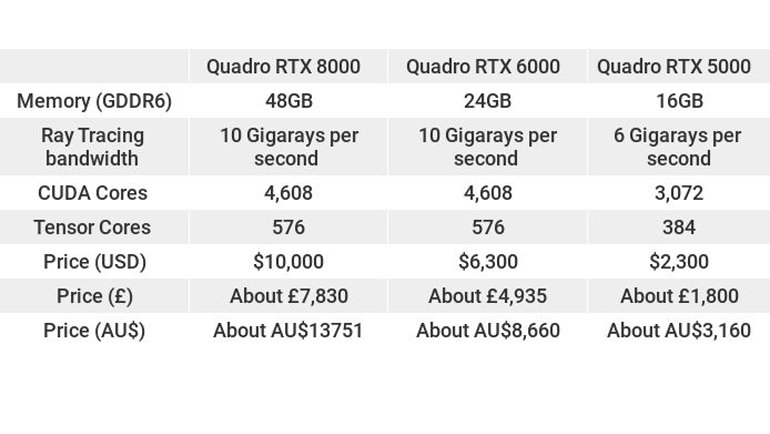 Quadro RTX 8000 Quadro RTX 6000 Quadro RTX 5000
Memory (GDDR6) 48GB 24GB 16GB
Ray Tracing 10 Gigarays per 10 Gigarays per 6 Gigarays per
bandwidth second second second
CUDA Cores 4,608 4,608 3,072
Tensor Cores 576 576 384
Price (USD) $10,000 $6,300 $2,300
Price (£) About £7,830 About £4,935 About £1,800
Price (AU$) About AU$13751 About AU$8,660 About AU$3,160